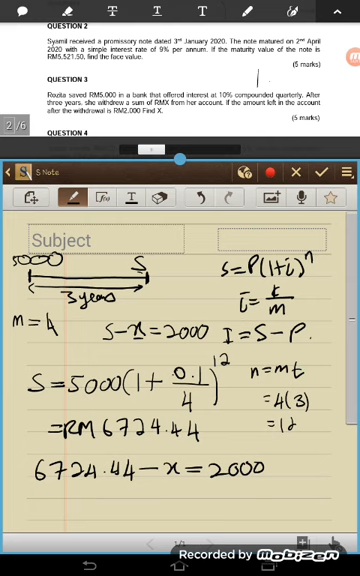 QUESTION 2
Syamil received a promissory note dated 3rd January 2020. The note matured on 2nd April
2020 with a simple interest rate of 9% per annum. If the maturity value of the note is
RM5,521.50, find the face value.
(5 marks)
QUESTION 3
Rozita saved RM5,000 in a bank that offered interest at 10% compounded quarterly. After
three years, she withdrew a sum of RMX from her account. If the amount left in the account
after the withdrawal is RM2,000 Find X.
(5 marks)
2 / 6
QUESTION 4
S Note
Subject
5000 S
3 years
S = P(1+i)^n
i = r/m
m = 4
S - x = 2000
I = S - P.
S = 5000(1 + 0.1/4)^12
n = mt
= 4(3)
= 12
= RM 6724.44
6724.44 - x = 2000
Recorded by Mobizen